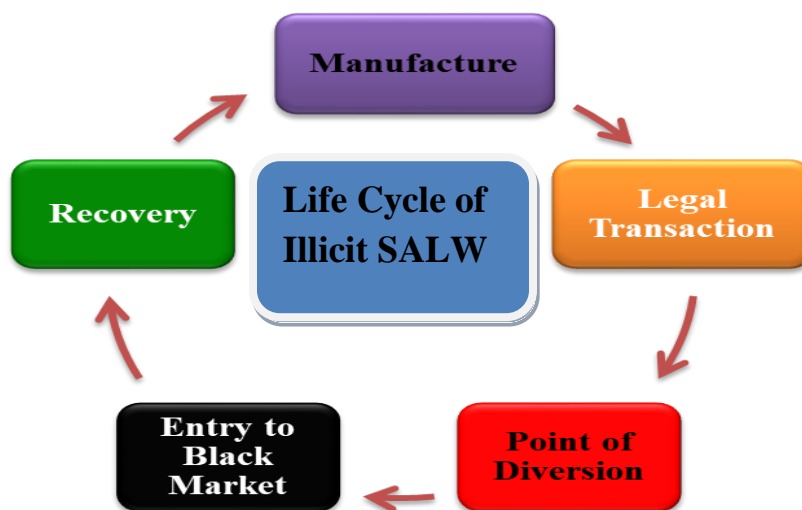 Manufacture
Life Cycle of
Illicit SALW
Legal
Transaction
Point of
Diversion
Entry to
Black
Market
Recovery